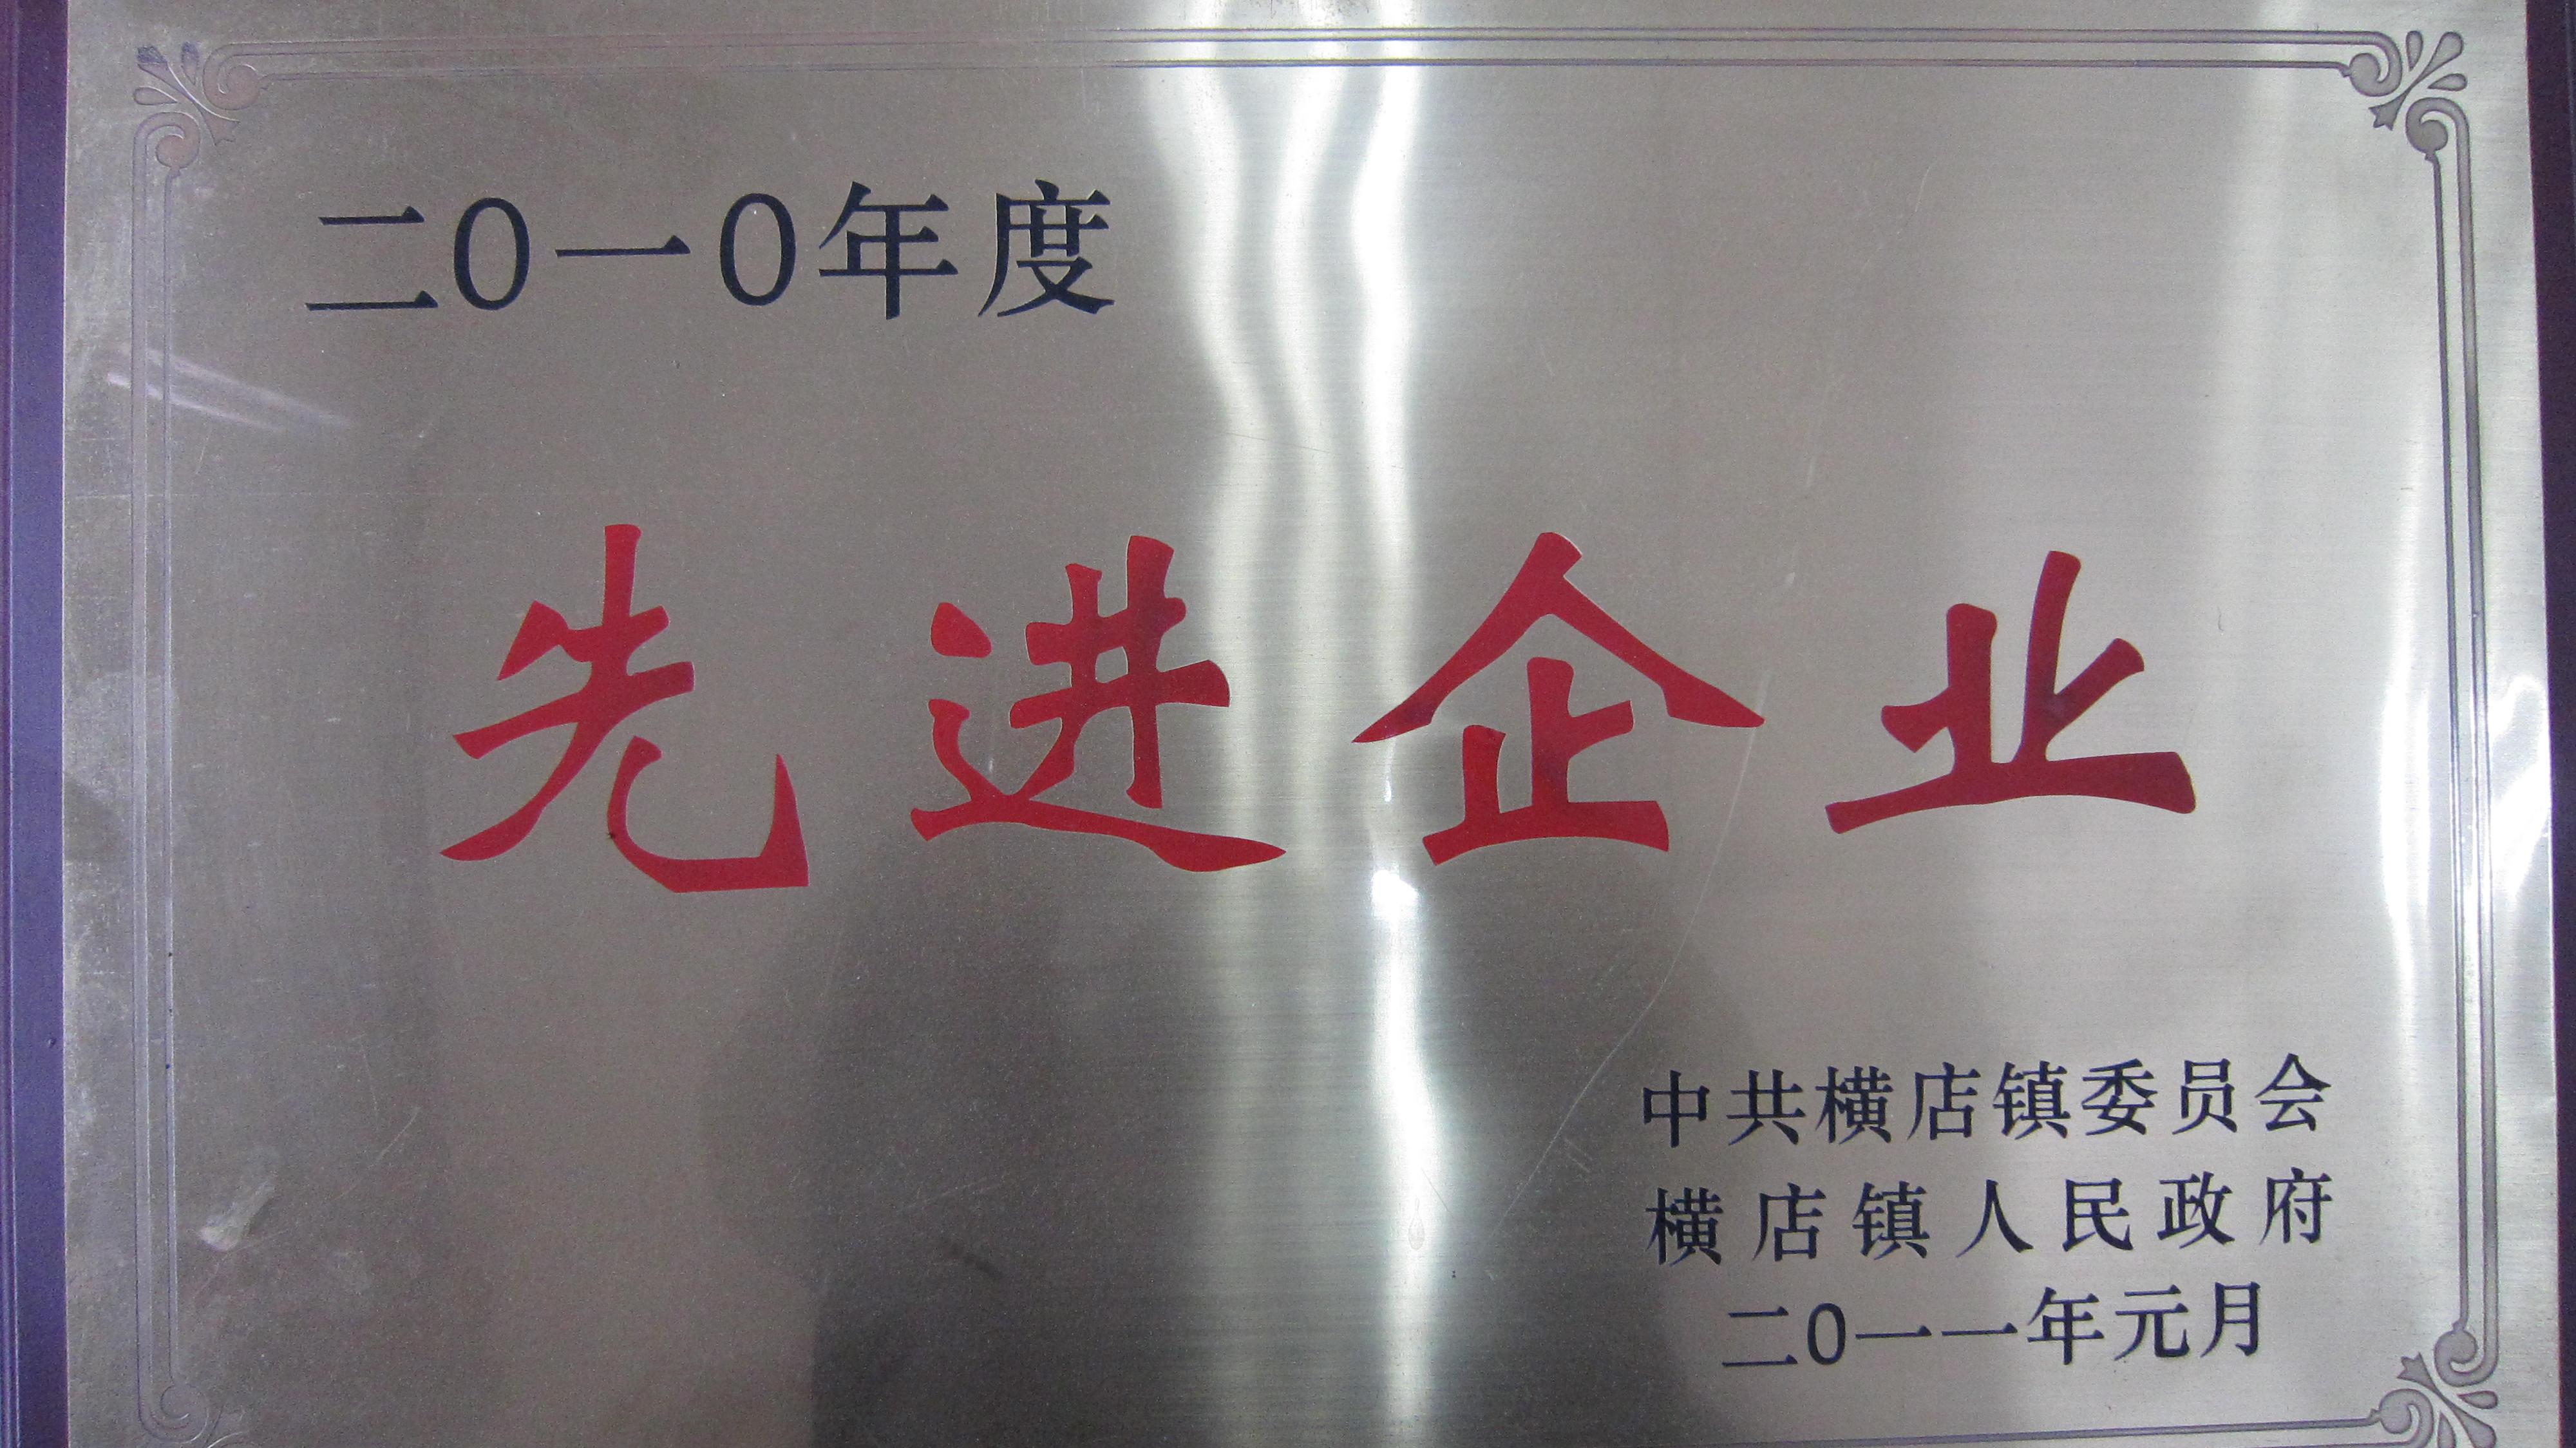 二0一0年度
先进企业
中共横店镇委员会
横店镇人民政府
二0一一年元月